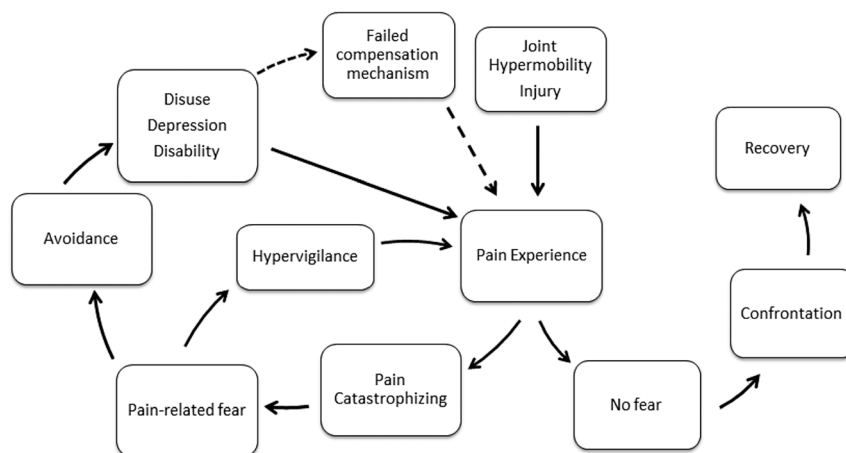 Failed
compensation
mechanism
Joint
Hypermobility
Injury
Disuse
Depression
Disability
Recovery
Avoidance
Hypervigilance
Pain Experience
Confrontation
Pain-related fear
Pain
Catastrophizing
No fear